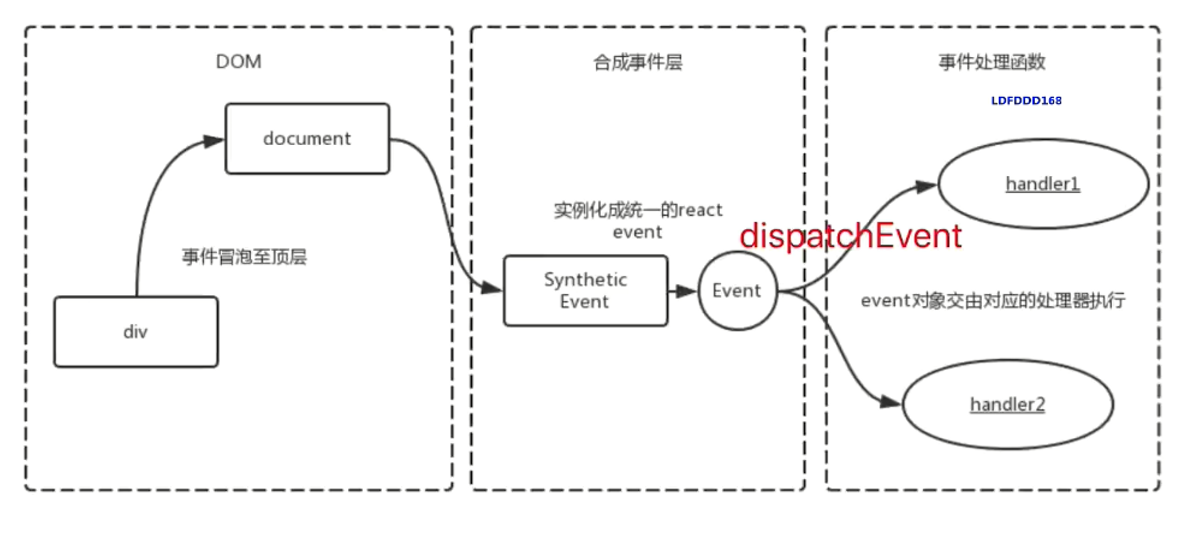 DOM
document
事件冒泡至顶层
div
合成事件层
实例化成统一的react
event
Synthetic
Event
Event
dispatchEvent
事件处理函数
LDFDDD168
handler1
event对象交由对应的处理器执行
handler2